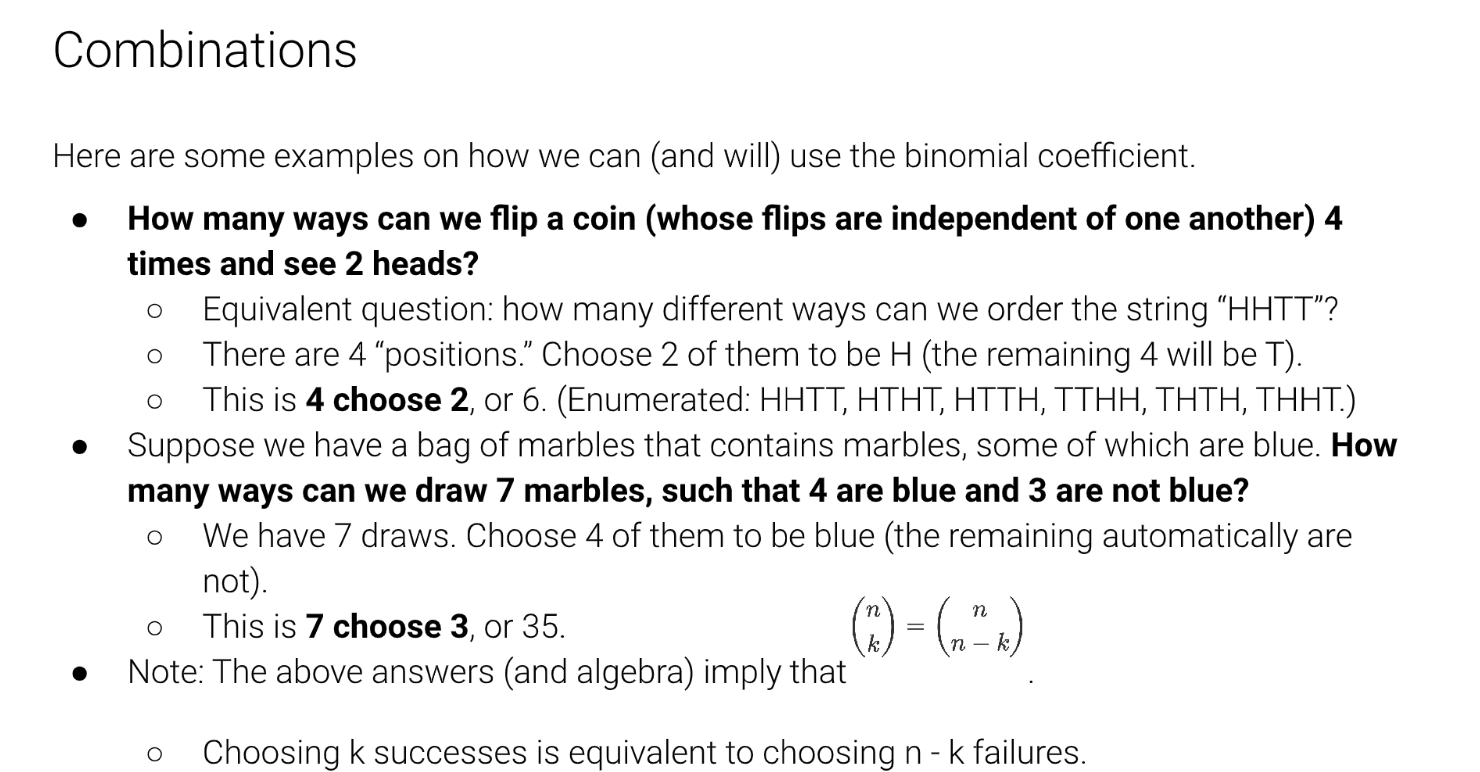 Combinations
Here are some examples on how we can (and will) use the binomial coefficient.
● How many ways can we flip a coin (whose flips are independent of one another) 4
times and see 2 heads?
○ Equivalent question: how many different ways can we order the string “HHTT”?
○ There are 4 “positions.” Choose 2 of them to be H (the remaining 4 will be T).
○ This is 4 choose 2, or 6. (Enumerated: HHTT, HTHT, HTTH, TTHH, THTH, THHT.)
● Suppose we have a bag of marbles that contains marbles, some of which are blue. How
many ways can we draw 7 marbles, such that 4 are blue and 3 are not blue?
○ We have 7 draws. Choose 4 of them to be blue (the remaining automatically are
not).
○ This is 7 choose 3, or 35.
● Note: The above answers (and algebra) imply that $\binom{n}{k} = \binom{n}{n-k}$.
○ Choosing k successes is equivalent to choosing n - k failures.